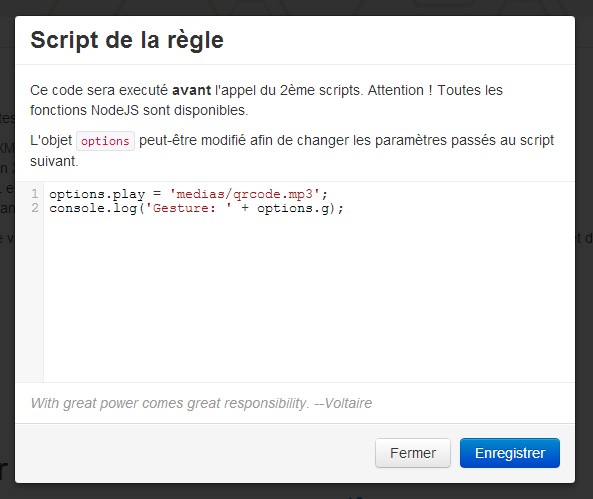 Script de la règle
Ce code sera executé avant l'appel du 2ème scripts. Attention ! Toutes les
fonctions NodeJS sont disponibles.
L'objet options peut-être modifié afin de changer les paramètres passés au script
suivant.
1 options.play = 'medias/qrcode.mp3';
2 console.log('Gesture: ' + options.g);
With great power comes great responsibility. --Voltaire
Fermer Enregistrer